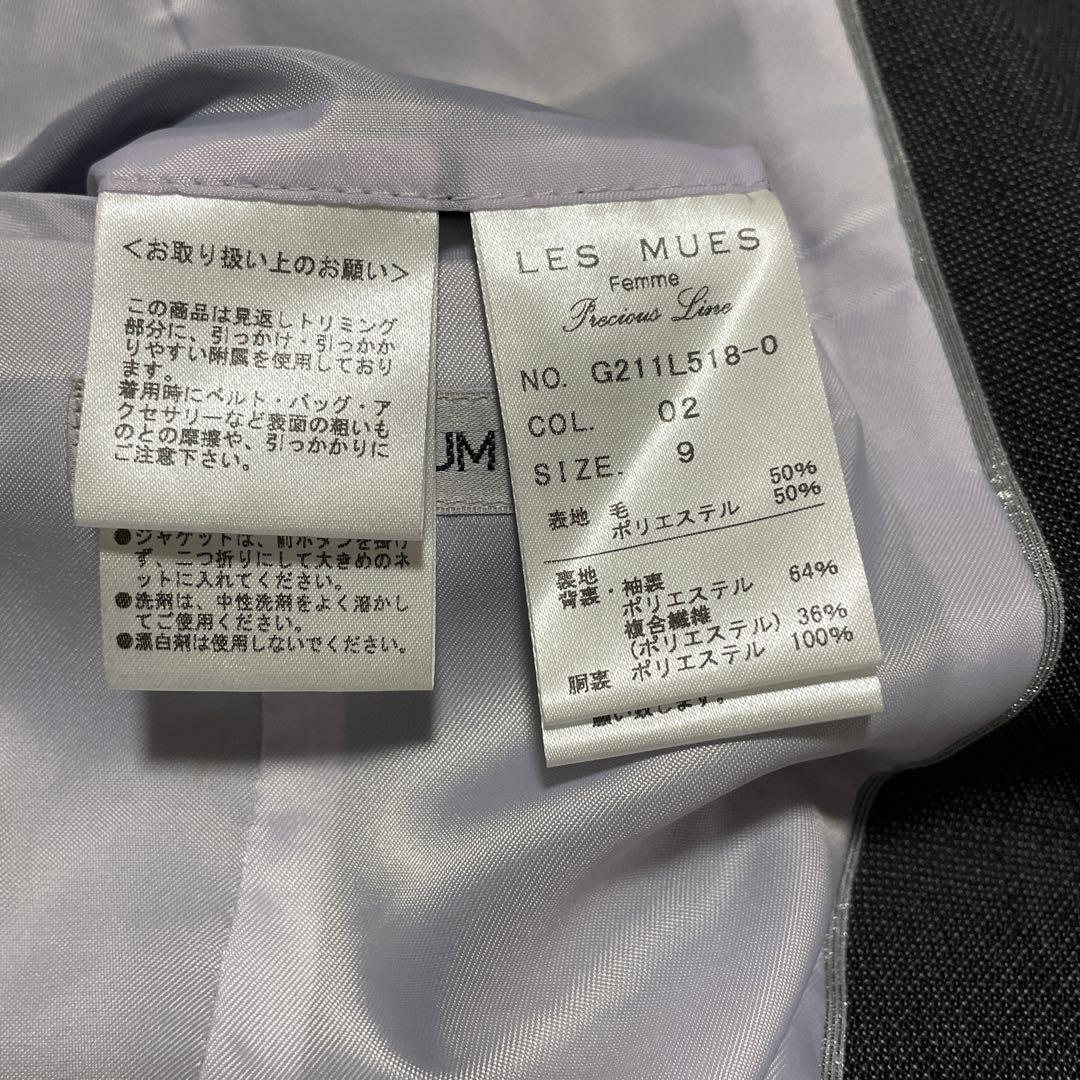 <お取り扱い上のお願い>
この商品は見返しトリミング
部分に、引っかけ・引っかか
りやすい附属を使用しており
ます。
着用時にベルト・バッグ・ア
クセサリーなど表面の粗いも
のとの摩擦や、引っかかりに
ご注意下さい。
●ジャケットは、前ボタンを掛け
ず、二つ折りにして大きめのネ
ットに入れてください。
●洗剤は、中性洗剤をよく溶かし
てご使用ください。
●漂白剤は使用しないでください。
UM
LES MUES
Femme
Precious Line
NO. G211L518-0
COL. 02
SIZE. 9
表地 毛 50%
ポリエステル 50%
裏地
背裏・袖裏
ポリエステル 64%
複合繊維
(ポリエステル) 36%
胴裏 ポリエステル 100%
願い致します。